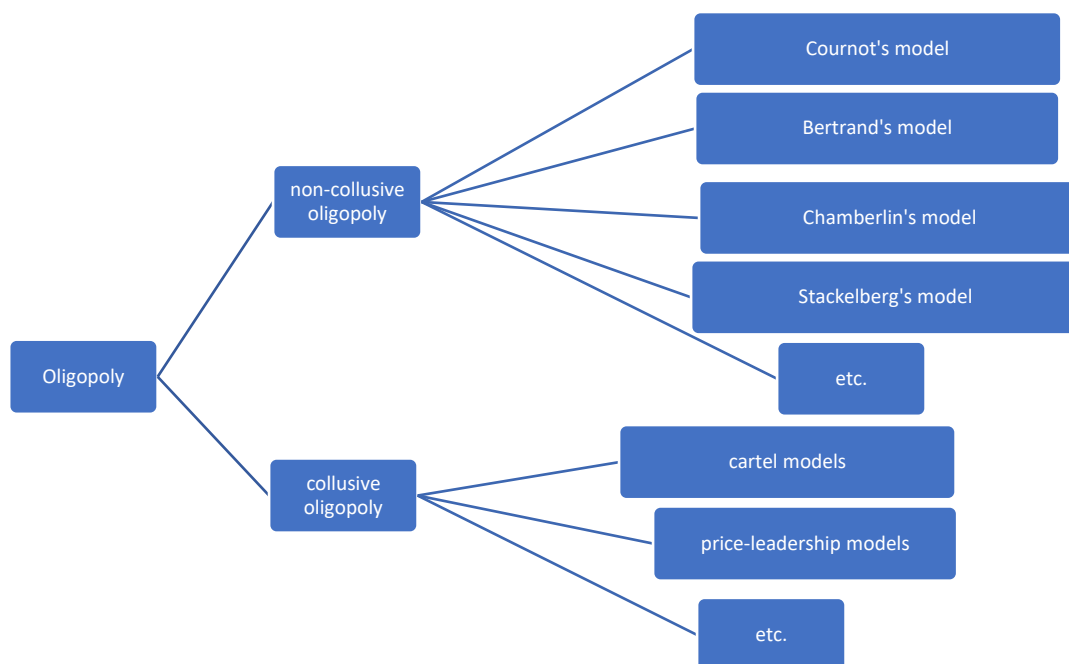 Cournot's model
Bertrand's model
non-collusive
oligopoly
Chamberlin's model
Stackelberg's model
Oligopoly
etc.
cartel models
collusive
oligopoly
price-leadership models
etc.